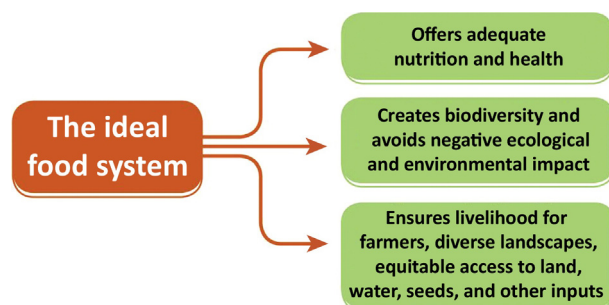 The ideal
food system
Offers adequate
nutrition and health
Creates biodiversity and
avoids negative ecological
and environmental impact
Ensures livelihood for
farmers, diverse landscapes,
equitable access to land,
water, seeds, and other inputs